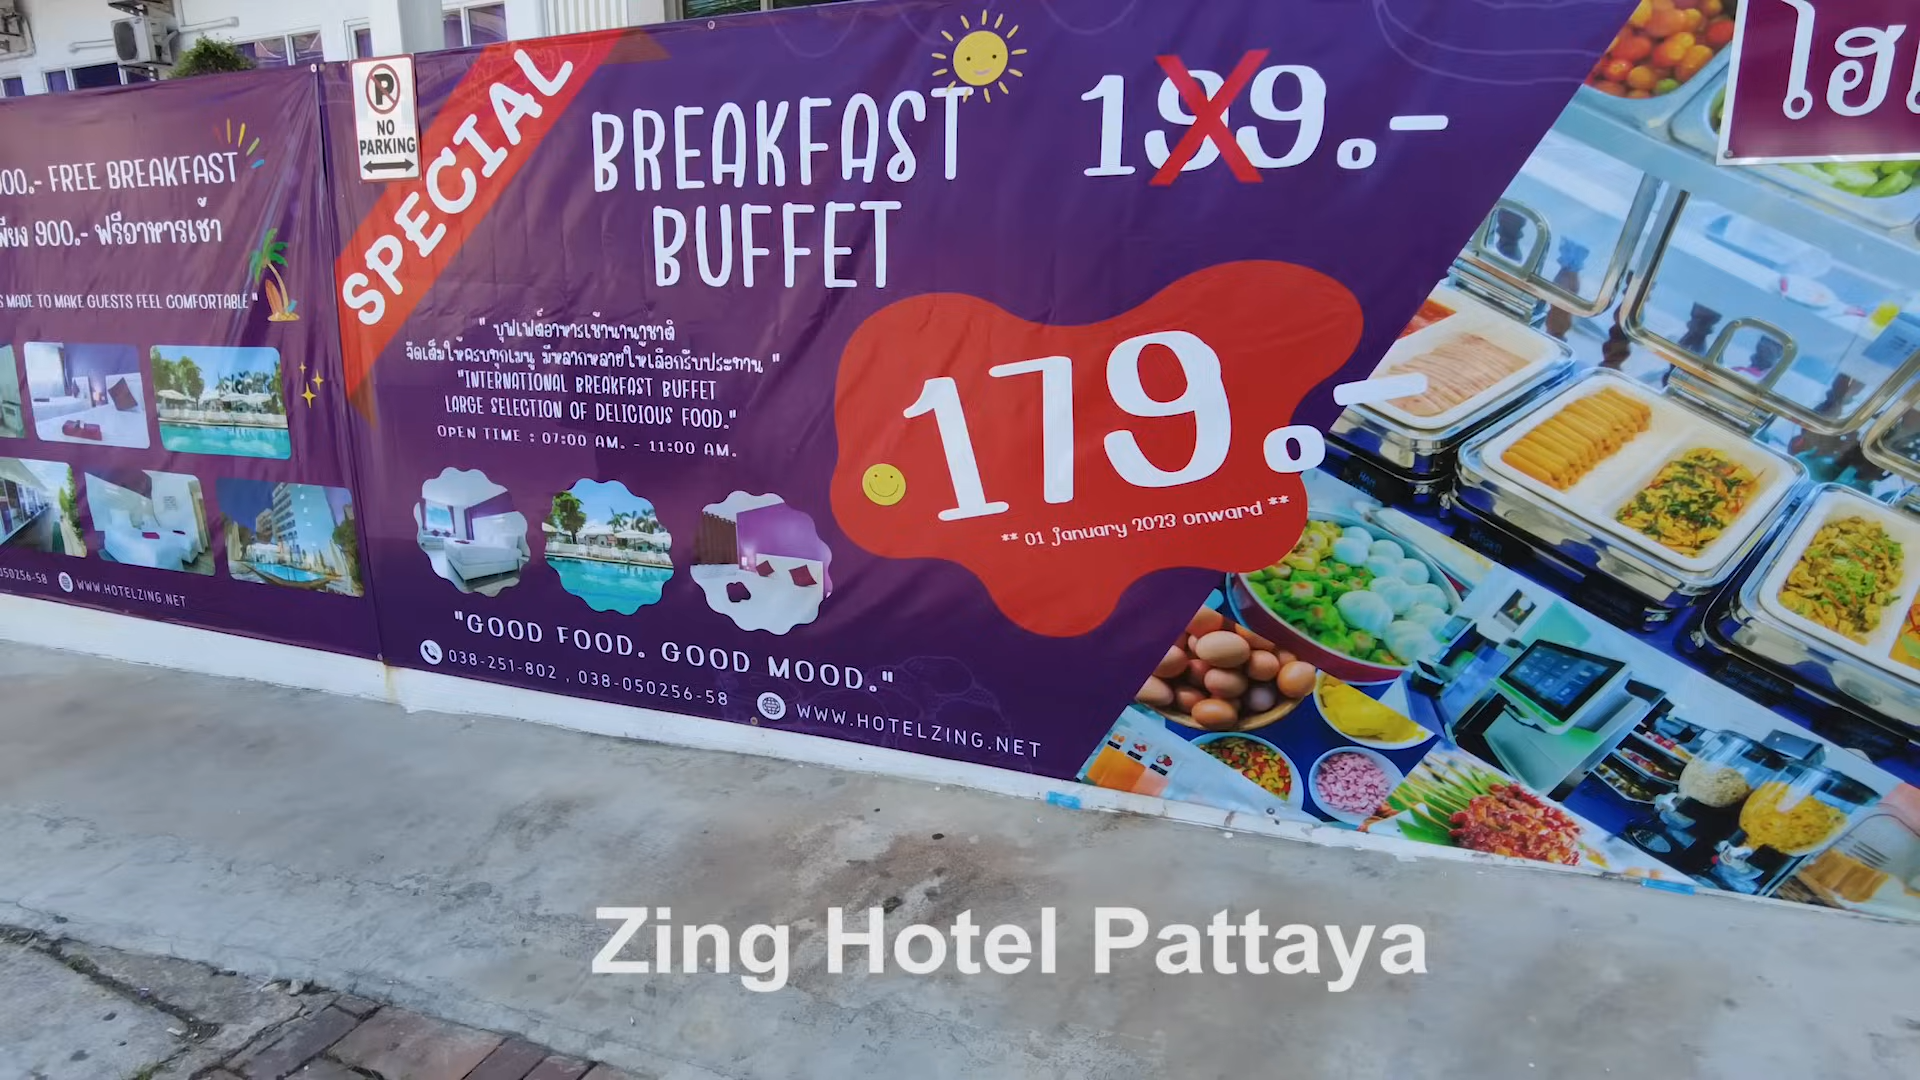 00.- FREE BREAKFAST
เพียง 900.- ฟรีอาหารเช้า
MADE TO MAKE GUESTS FEEL COMFORTABLE"
050256-58 WWW.HOTELZING.NET
P
NO
PARKING
SPECIAL
BREAKFAST
BUFFET
199.-
" บุฟเฟต์อาหารเช้านานาชาติ
จัดเต็มให้ครบทุกเมนู มีหลากหลายให้เลือกรับประทาน "
"INTERNATIONAL BREAKFAST BUFFET
LARGE SELECTION OF DELICIOUS FOOD."
OPEN TIME : 07:00 AM. - 11:00 AM.
179.-
** 01 January 2023 onward **
"GOOD FOOD. GOOD MOOD."
038-251-802 , 038-050256-58 WWW.HOTELZING.NET
Zing Hotel Pattaya